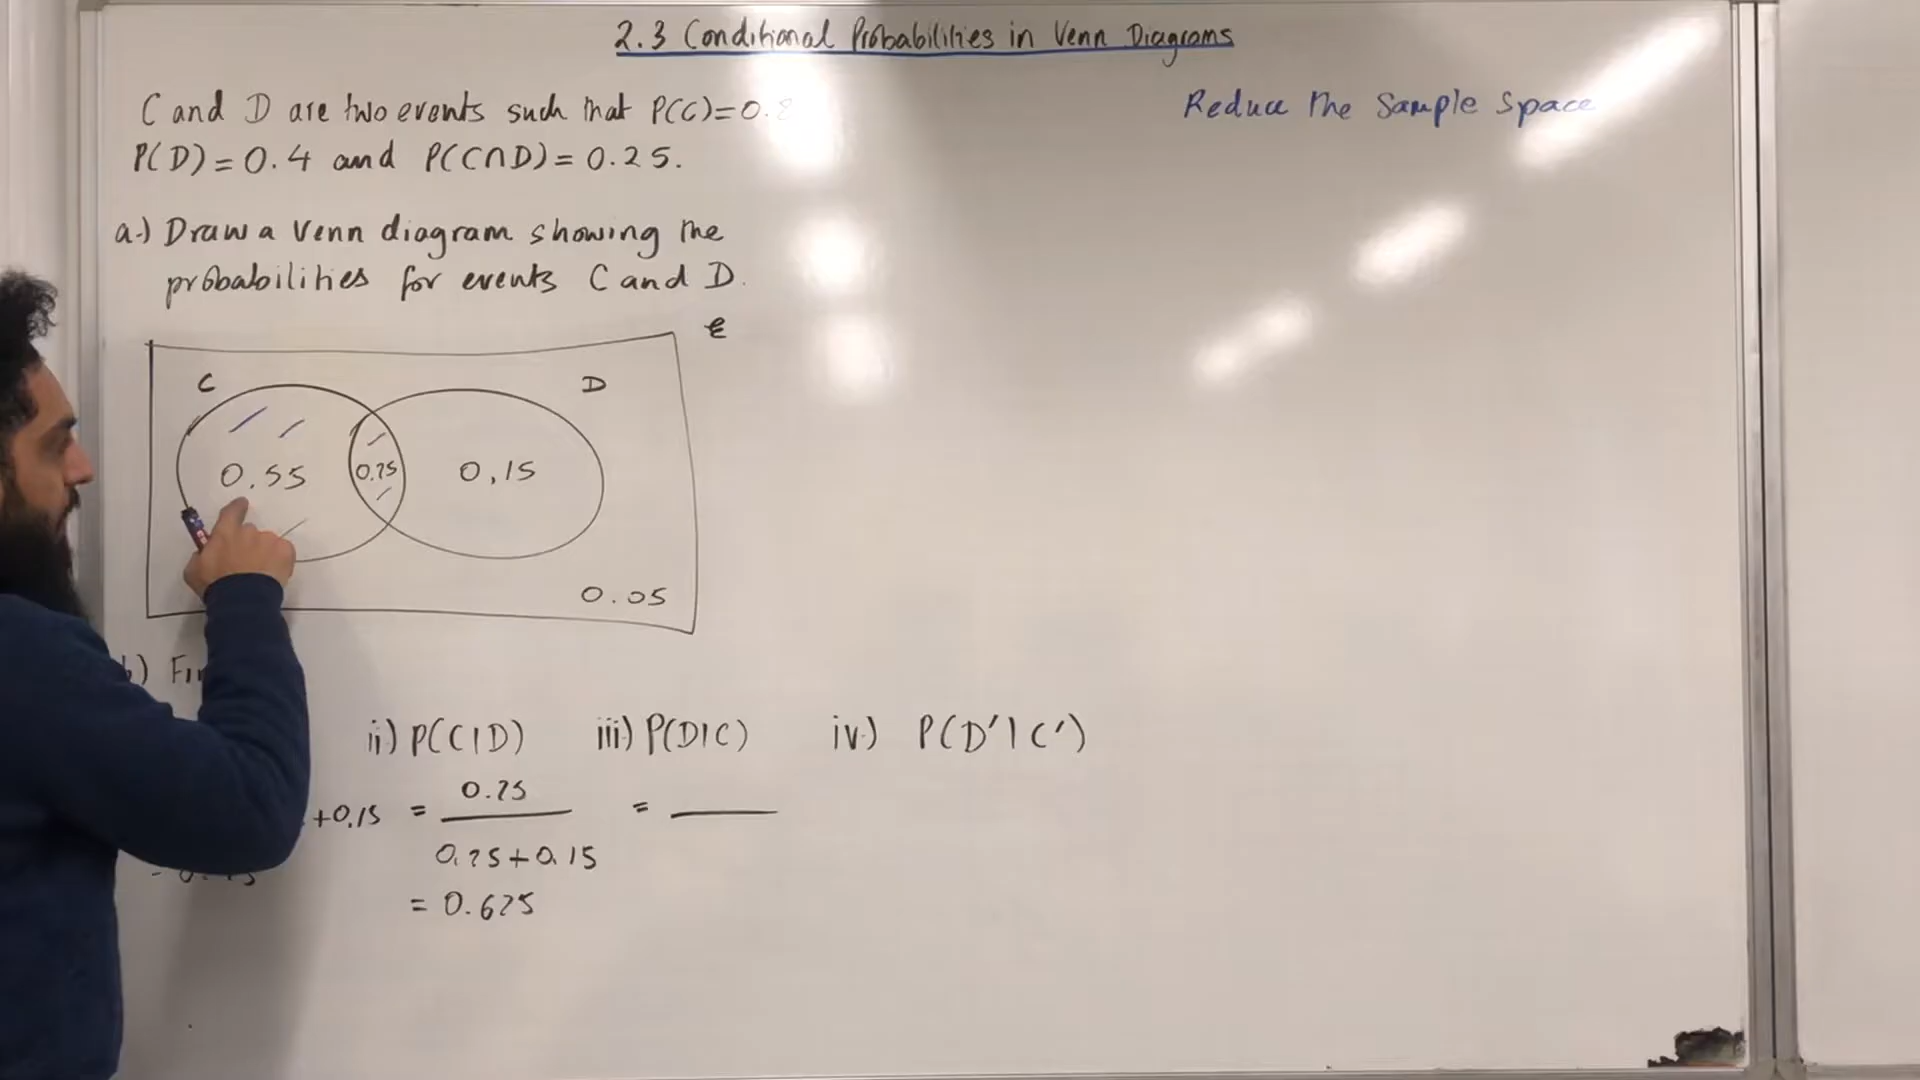 2.3 Conditional Probabilities in Venn Diagrams
C and D are two events such that P(C)=0.8
Reduce the Sample Space
P(D)=0.4 and P(C∩D)=0.25.
a.) Draw a Venn diagram showing the
probabilities for events C and D.
ξ
C
D
0.55
0.25
0.15
0.05
b) Fin
ii) P(C|D)
iii) P(D|C)
iv.) P(D'|C')
+0.15
= 0.25
0.25+0.15
= 0.625
=